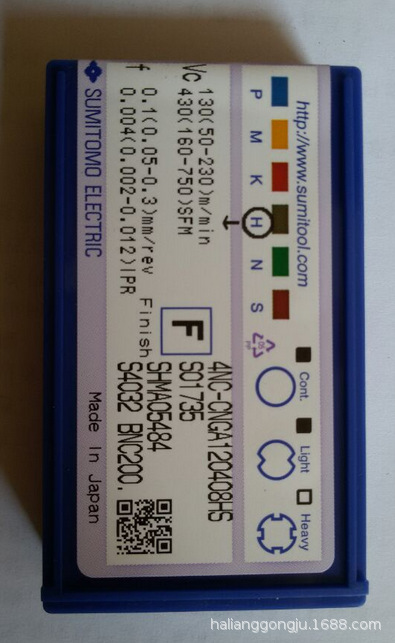 http://www.sumitool.com
P M K H N S
Cont. Light Heavy
4NC-CNGA120408HS
S01735
F
Finish
SHMA05484
S4032 BNC200.
Vc 130(50-230)m/min
430(160-750)SFM
f 0.1(0.05-0.3)mm/rev
0.004(0.002-0.012)IPR
SUMITOMO ELECTRIC
Made In Japan
halianggongju.1688.com